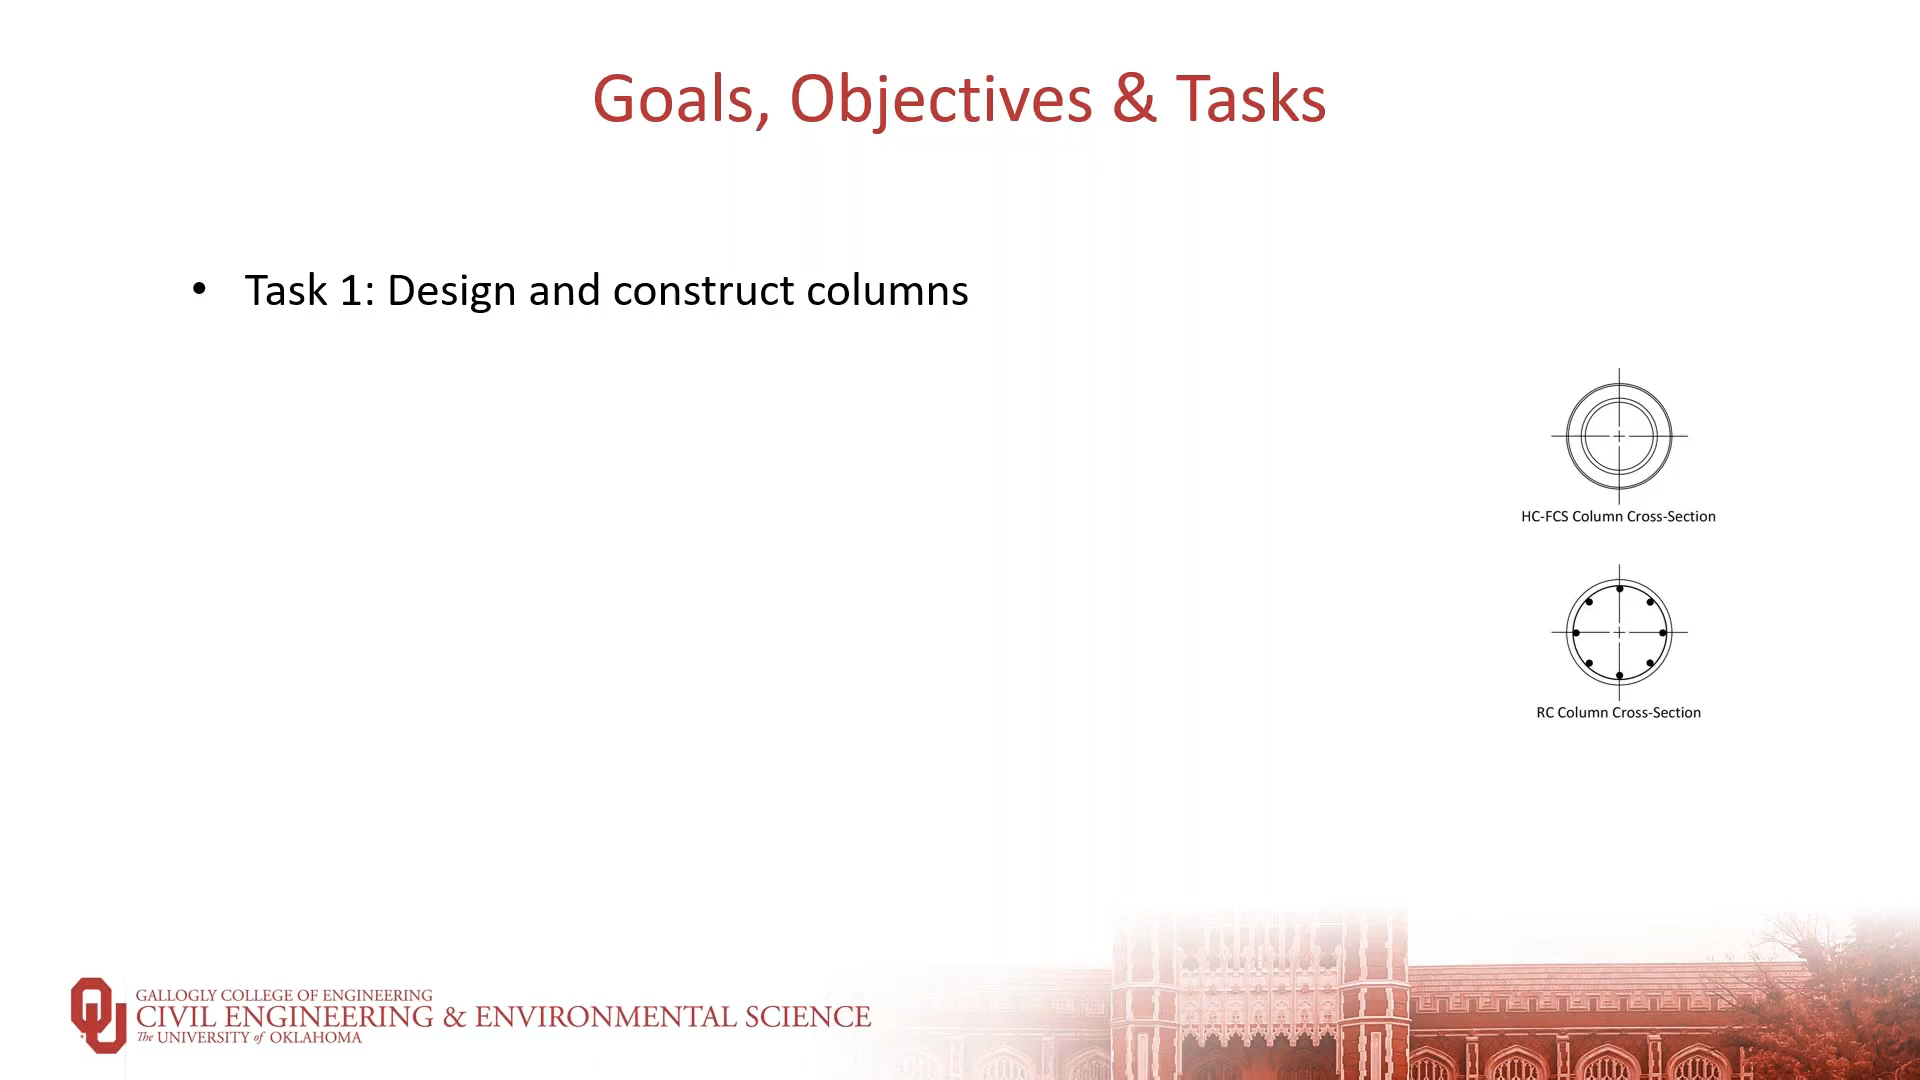 Goals, Objectives & Tasks
• Task 1: Design and construct columns
HC-FCS Column Cross-Section
RC Column Cross-Section
GALLOGLY COLLEGE OF ENGINEERING
CIVIL ENGINEERING & ENVIRONMENTAL SCIENCE
The UNIVERSITY of OKLAHOMA